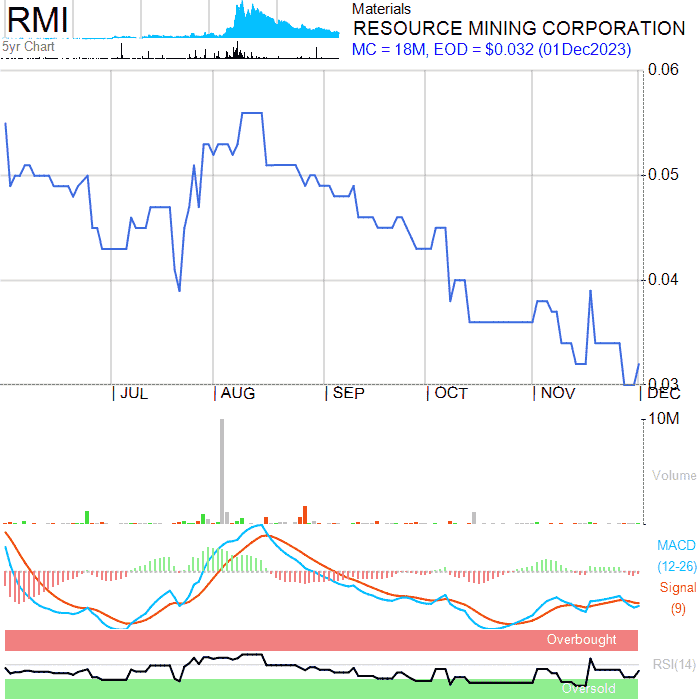 RMI
5yr Chart
Materials
RESOURCE MINING CORPORATION
MC = 18M, EOD = $0.032 (01Dec2023)
0.06
0.05
0.04
0.03
JUL AUG SEP OCT NOV DEC
10M
Volume
MACD
(12-26)
Signal
(9)
Overbought
RSI(14)
Oversold